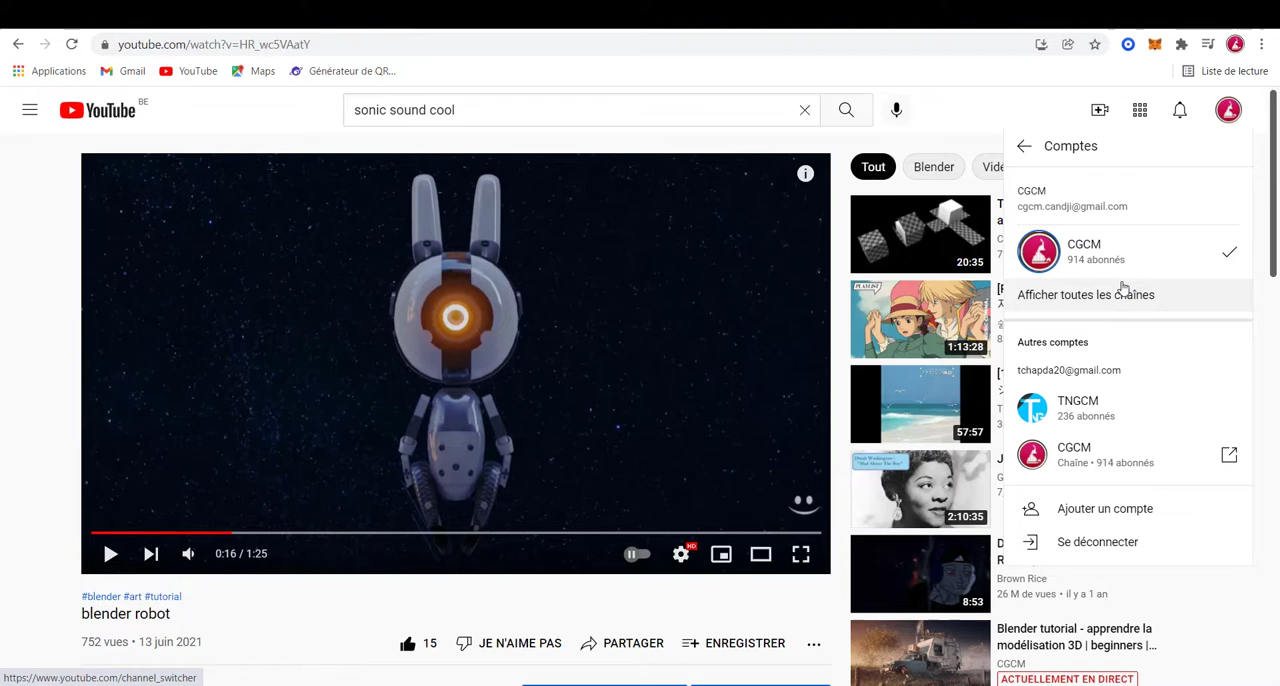 youtube.com/watch?v=HR_wc5VAatY
Applications Gmail YouTube Maps Générateur de QR... Liste de lecture
YouTube BE
sonic sound cool
Tout Blender
Comptes
CGCM
cgcm.candji@gmail.com
CGCM
914 abonnés
Afficher toutes les chaînes
Autres comptes
tchapda20@gmail.com
TNGCM
236 abonnés
CGCM
Chaîne • 914 abonnés
Ajouter un compte
Se déconnecter
20:35
PLAYLIST
1:13:28
57:57
2:10:35
8:53
Brown Rice
26 M de vues • il y a 1 an
Blender tutorial - apprendre la
modélisation 3D | beginners |...
CGCM
ACTUELLEMENT EN DIRECT
0:16 / 1:25
HD
#blender #art #tutorial
blender robot
752 vues • 13 juin 2021
15 JE N'AIME PAS PARTAGER ENREGISTRER
https://www.youtube.com/channel_switcher